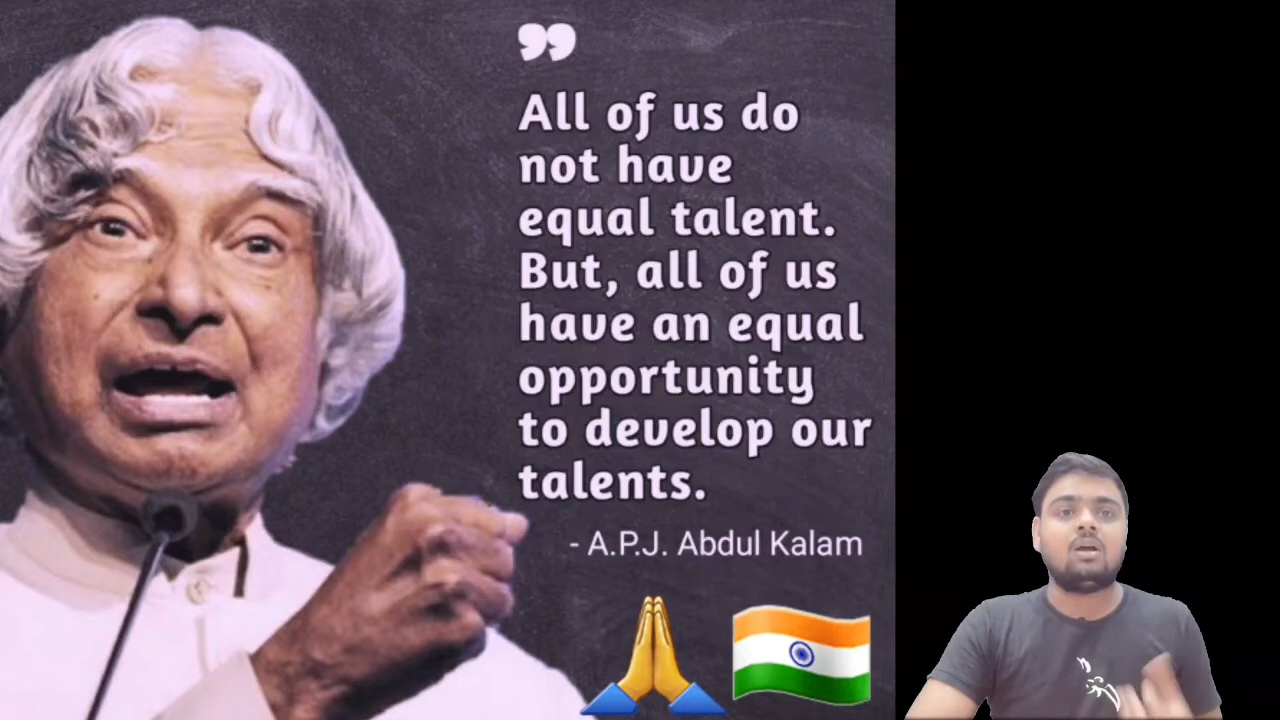 ”
All of us do
not have
equal talent.
But, all of us
have an equal
opportunity
to develop our
talents.
- A.P.J. Abdul Kalam